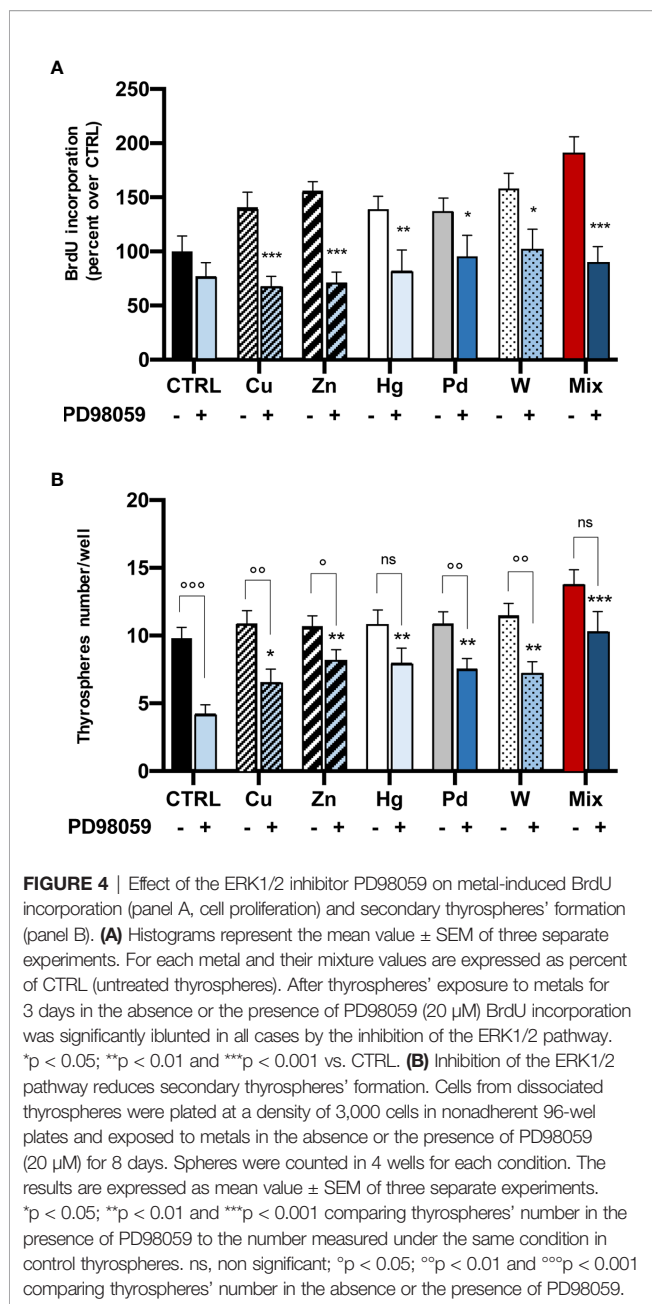 A
250
200
150
100
50
0
BrdU incorporation
(percent over CTRL)
*** *** ** * * ***
CTRL Cu Zn Hg Pd W Mix
PD98059 - + - + - + - + - + - + - +
B
20
15
10
5
0
Thyrospheres number/well
°°° °° ° ns °° °° ns
* ** ** ** ** ***
CTRL Cu Zn Hg Pd W Mix
PD98059 - + - + - + - + - + - + - +
FIGURE 4 | Effect of the ERK1/2 inhibitor PD98059 on metal-induced BrdU
incorporation (panel A, cell proliferation) and secondary thyrospheres' formation
(panel B). (A) Histograms represent the mean value ± SEM of three separate
experiments. For each metal and their mixture values are expressed as percent
of CTRL (untreated thyrospheres). After thyrospheres' exposure to metals for
3 days in the absence or the presence of PD98059 (20 µM) BrdU incorporation
was significantly iblunted in all cases by the inhibition of the ERK1/2 pathway.
*p < 0.05; **p < 0.01 and ***p < 0.001 vs. CTRL. (B) Inhibition of the ERK1/2
pathway reduces secondary thyrospheres' formation. Cells from dissociated
thyrospheres were plated at a density of 3,000 cells in nonadherent 96-wel
plates and exposed to metals in the absence or the presence of PD98059
(20 µM) for 8 days. Spheres were counted in 4 wells for each condition. The
results are expressed as mean value ± SEM of three separate experiments.
*p < 0.05; **p < 0.01 and ***p < 0.001 comparing thyrospheres' number in the
presence of PD98059 to the number measured under the same condition in
control thyrospheres. ns, non significant; °p < 0.05; °°p < 0.01 and °°°p < 0.001
comparing thyrospheres' number in the absence or the presence of PD98059.